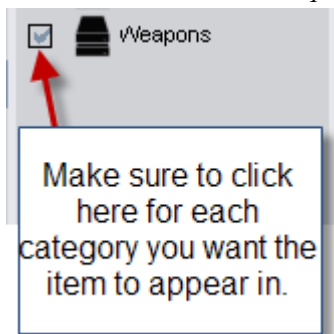 Weapons
Make sure to click
here for each
category you want the
item to appear in.